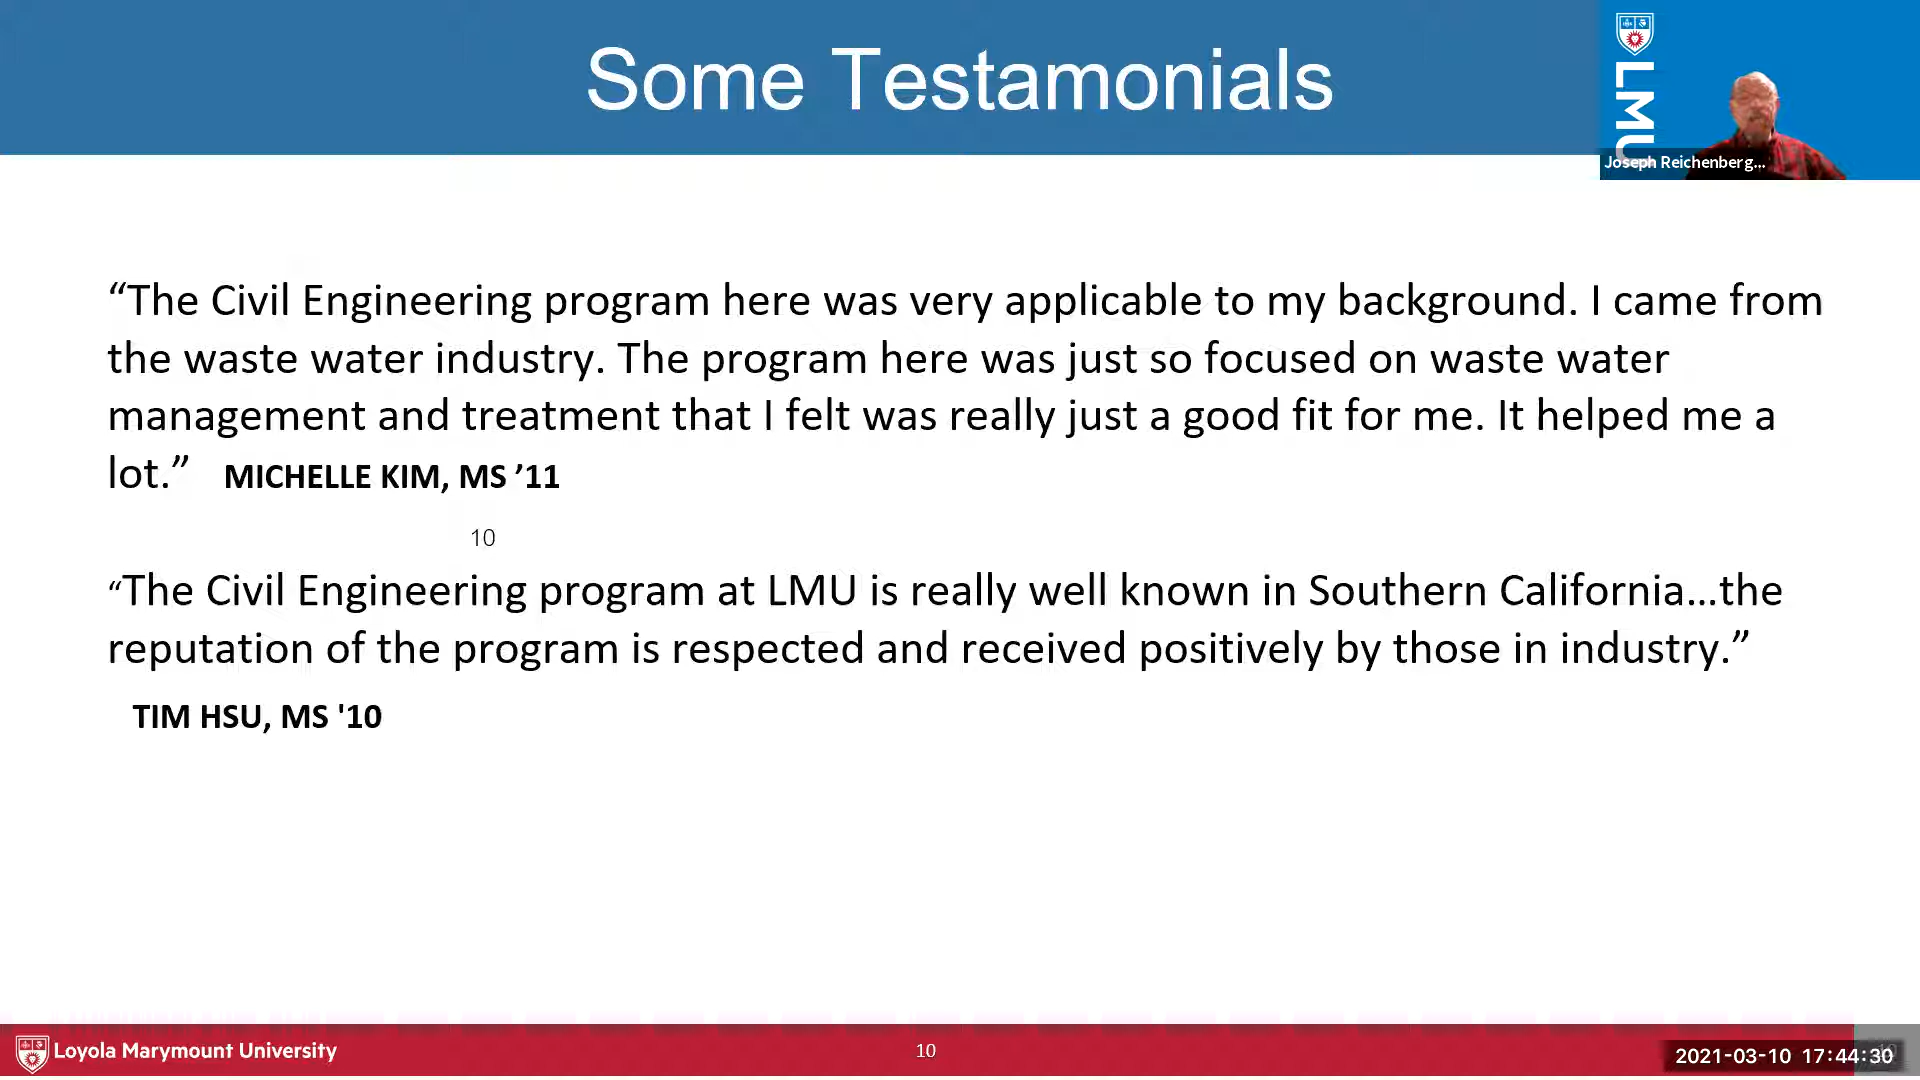 Some Testamonials
LMU
Joseph Reichenberg...
“The Civil Engineering program here was very applicable to my background. I came from
the waste water industry. The program here was just so focused on waste water
management and treatment that I felt was really just a good fit for me. It helped me a
lot.” MICHELLE KIM, MS ’11
10
“The Civil Engineering program at LMU is really well known in Southern California…the
reputation of the program is respected and received positively by those in industry.”
TIM HSU, MS '10
Loyola Marymount University
10
2021-03-10 17:44:30